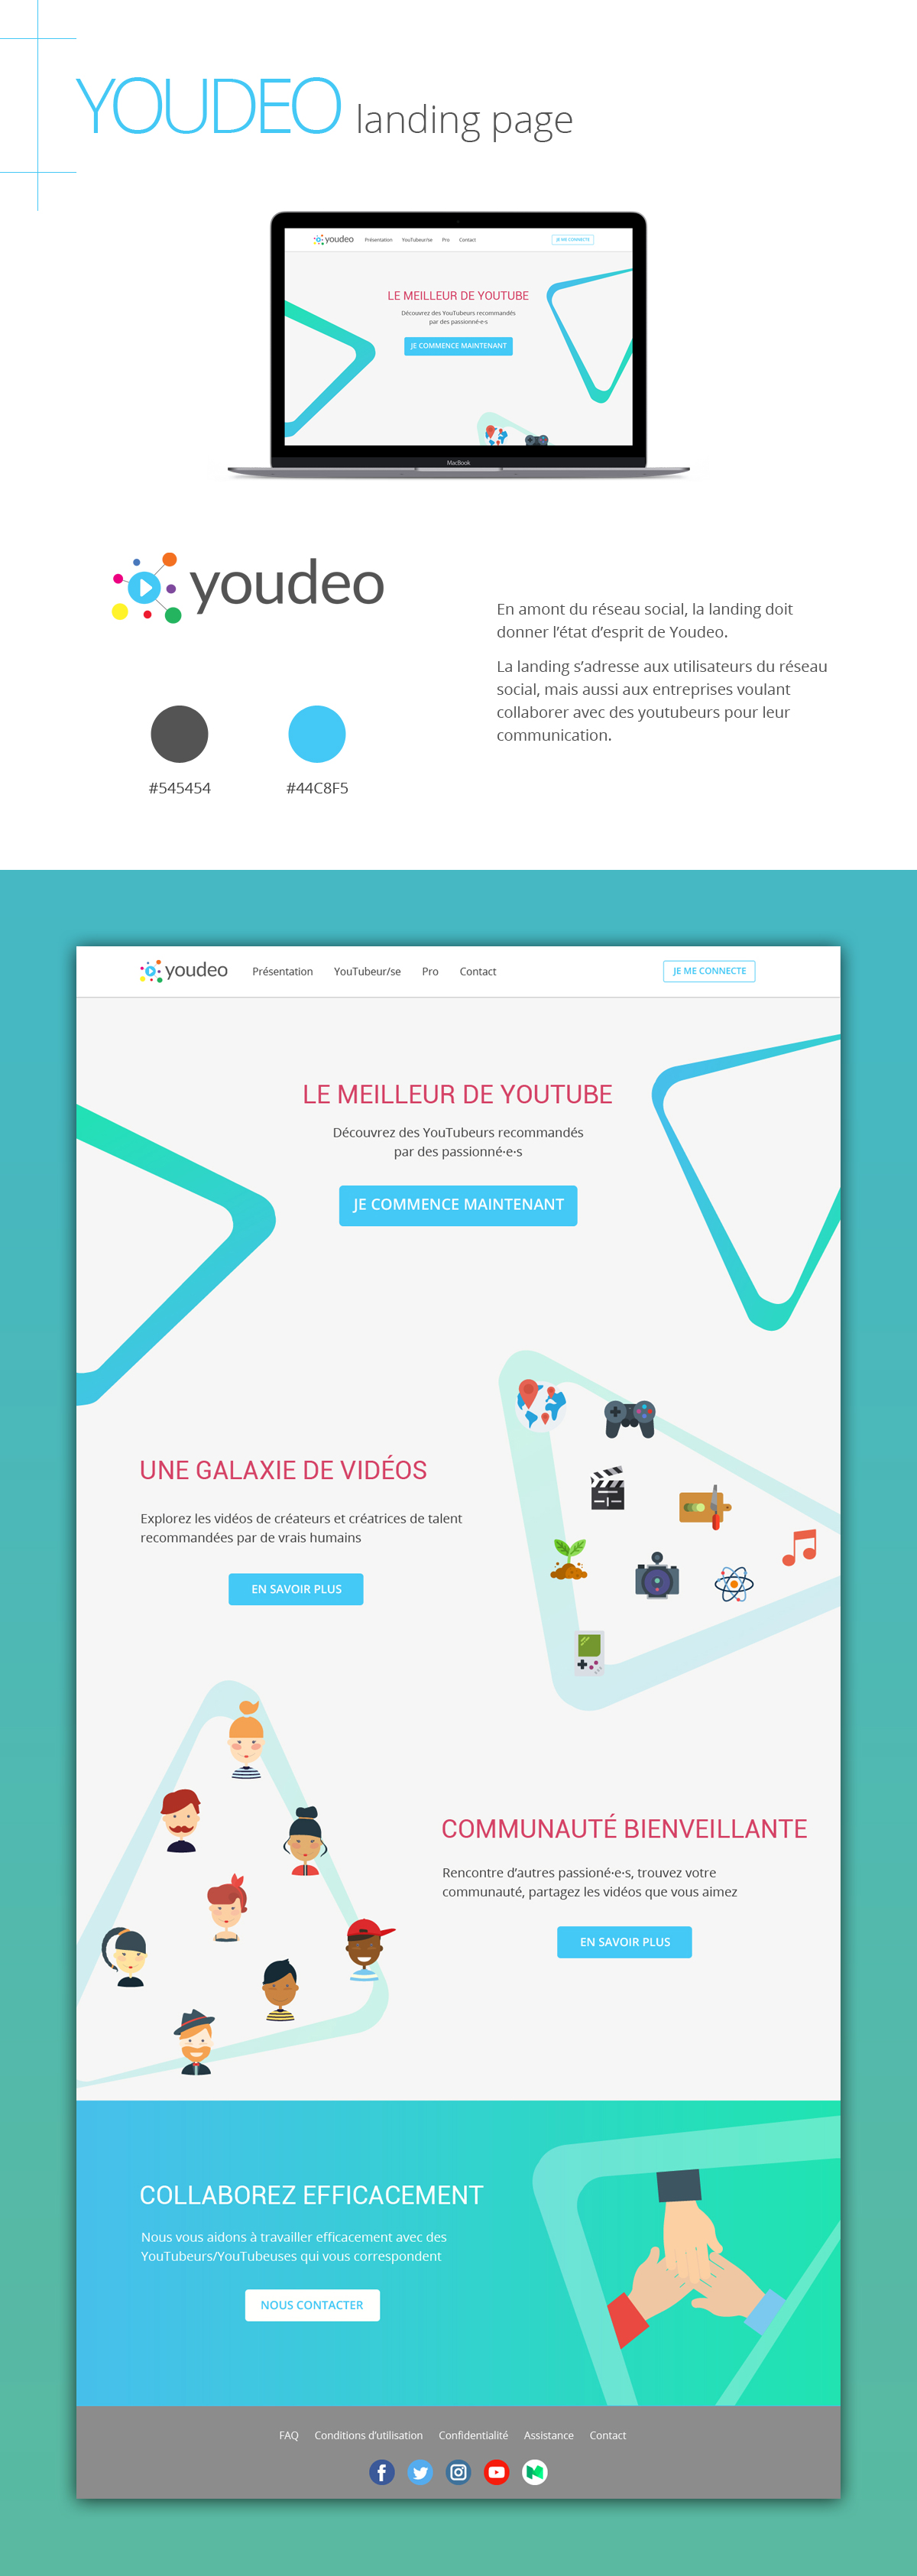 YOUDEO landing page
youdeo Présentation YouTubeur/se Pro Contact JE ME CONNECTE
LE MEILLEUR DE YOUTUBE
Découvrez des YouTubeurs recommandés
par des passionné·e·s
JE COMMENCE MAINTENANT
MacBook
youdeo
#545454 #44C8F5
En amont du réseau social, la landing doit
donner l’état d’esprit de Youdeo.
La landing s’adresse aux utilisateurs du réseau
social, mais aussi aux entreprises voulant
collaborer avec des youtubeurs pour leur
communication.
youdeo Présentation YouTubeur/se Pro Contact JE ME CONNECTE
LE MEILLEUR DE YOUTUBE
Découvrez des YouTubeurs recommandés
par des passionné·e·s
JE COMMENCE MAINTENANT
UNE GALAXIE DE VIDÉOS
Explorez les vidéos de créateurs et créatrices de talent
recommandées par de vrais humains
EN SAVOIR PLUS
COMMUNAUTÉ BIENVEILLANTE
Rencontre d’autres passioné·e·s, trouvez votre
communauté, partagez les vidéos que vous aimez
EN SAVOIR PLUS
COLLABOREZ EFFICACEMENT
Nous vous aidons à travailler efficacement avec des
YouTubeurs/YouTubeuses qui vous correspondent
NOUS CONTACTER
FAQ Conditions d’utilisation Confidentialité Assistance Contact